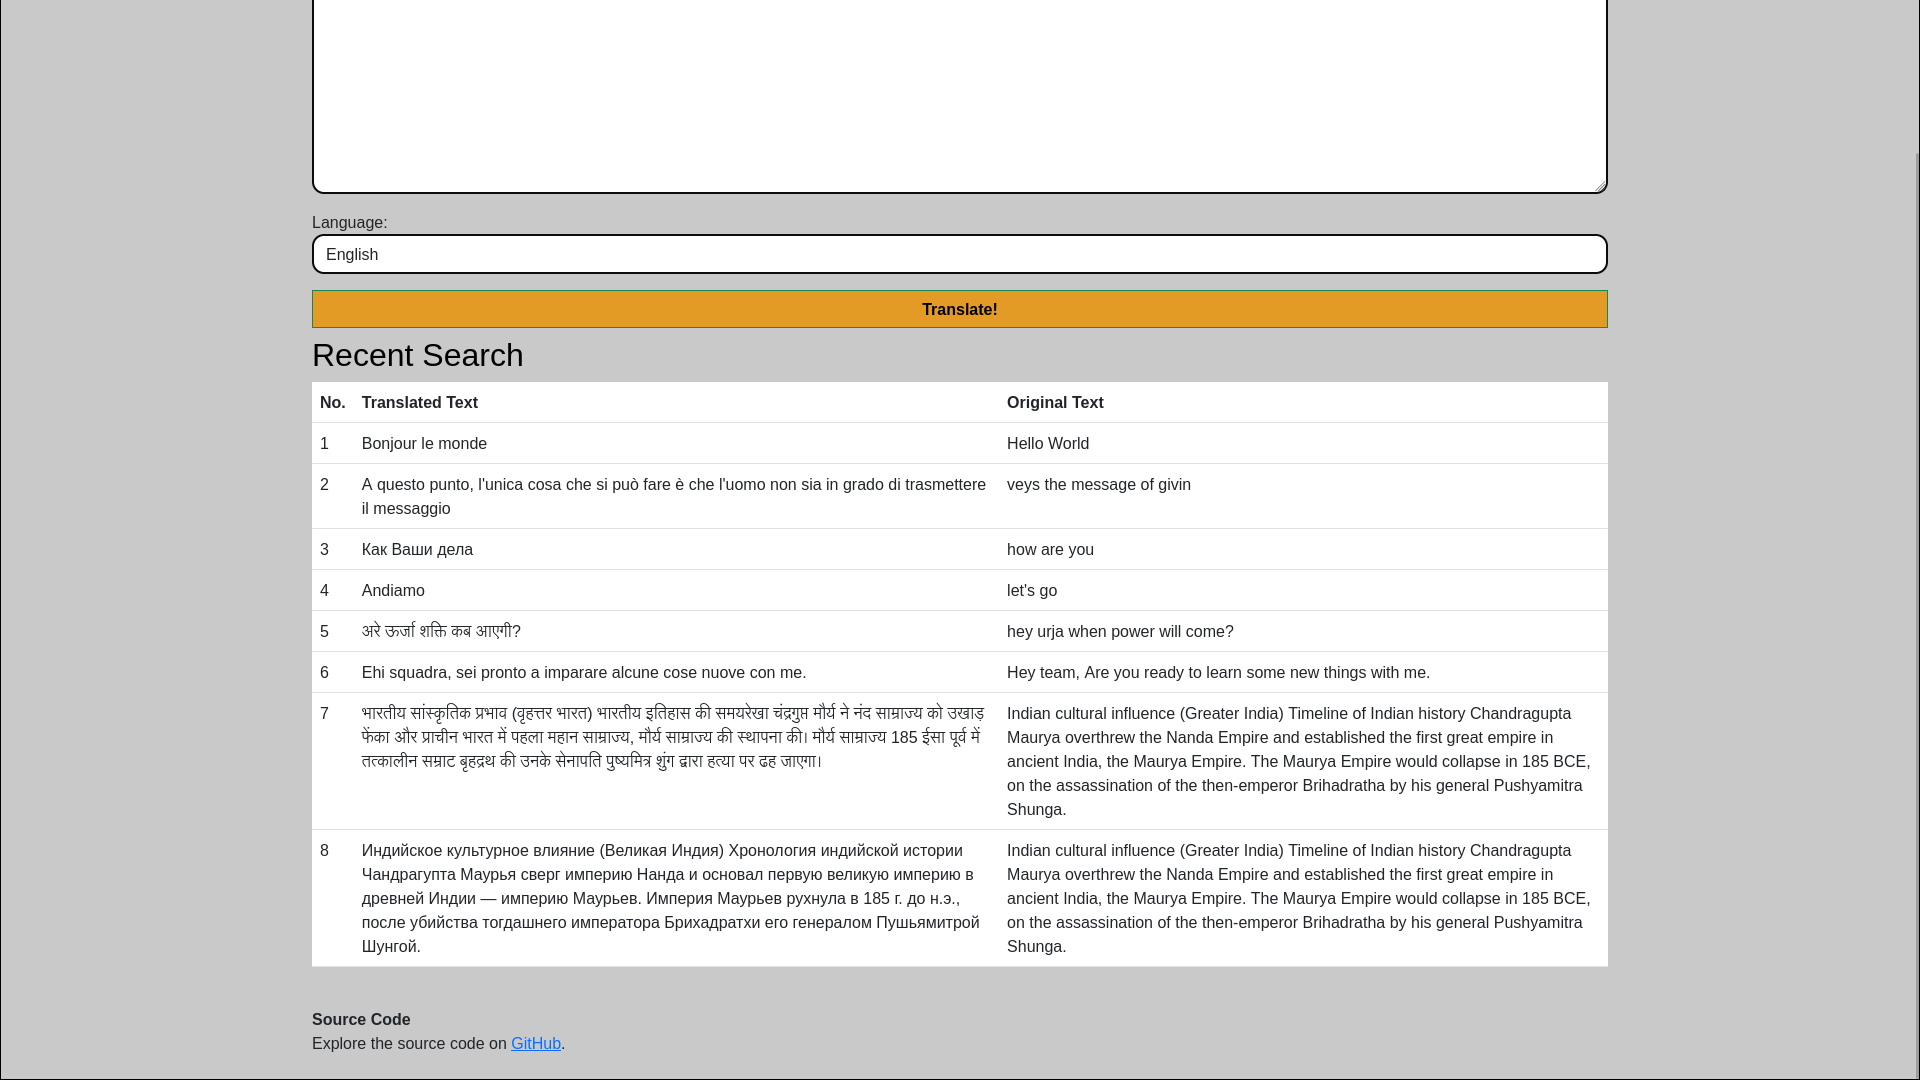 Language:
English
Translate!
Recent Search
No. Translated Text Original Text
1 Bonjour le monde Hello World
2 A questo punto, l'unica cosa che si può fare è che l'uomo non sia in grado di trasmettere il messaggio veys the message of givin
3 Как Ваши дела how are you
4 Andiamo let's go
5 अरे ऊर्जा शक्ति कब आएगी? hey urja when power will come?
6 Ehi squadra, sei pronto a imparare alcune cose nuove con me. Hey team, Are you ready to learn some new things with me.
7 भारतीय सांस्कृतिक प्रभाव (वृहत्तर भारत) भारतीय इतिहास की समयरेखा चंद्रगुप्त मौर्य ने नंद साम्राज्य को उखाड़
फेंका और प्राचीन भारत में पहला महान साम्राज्य, मौर्य साम्राज्य की स्थापना की। मौर्य साम्राज्य 185 ईसा पूर्व में
तत्कालीन सम्राट बृहद्रथ की उनके सेनापति पुष्यमित्र शुंग द्वारा हत्या पर ढह जाएगा।
Indian cultural influence (Greater India) Timeline of Indian history Chandragupta
Maurya overthrew the Nanda Empire and established the first great empire in
ancient India, the Maurya Empire. The Maurya Empire would collapse in 185 BCE,
on the assassination of the then-emperor Brihadratha by his general Pushyamitra
Shunga.
8 Индийское культурное влияние (Великая Индия) Хронология индийской истории
Чандрагупта Маурья сверг империю Нанда и основал первую великую империю в
древней Индии — империю Маурьев. Империя Маурьев рухнула в 185 г. до н.э.,
после убийства тогдашнего императора Брихадратхи его генералом Пушьямитрой
Шунгой.
Indian cultural influence (Greater India) Timeline of Indian history Chandragupta
Maurya overthrew the Nanda Empire and established the first great empire in
ancient India, the Maurya Empire. The Maurya Empire would collapse in 185 BCE,
on the assassination of the then-emperor Brihadratha by his general Pushyamitra
Shunga.
Source Code
Explore the source code on GitHub.